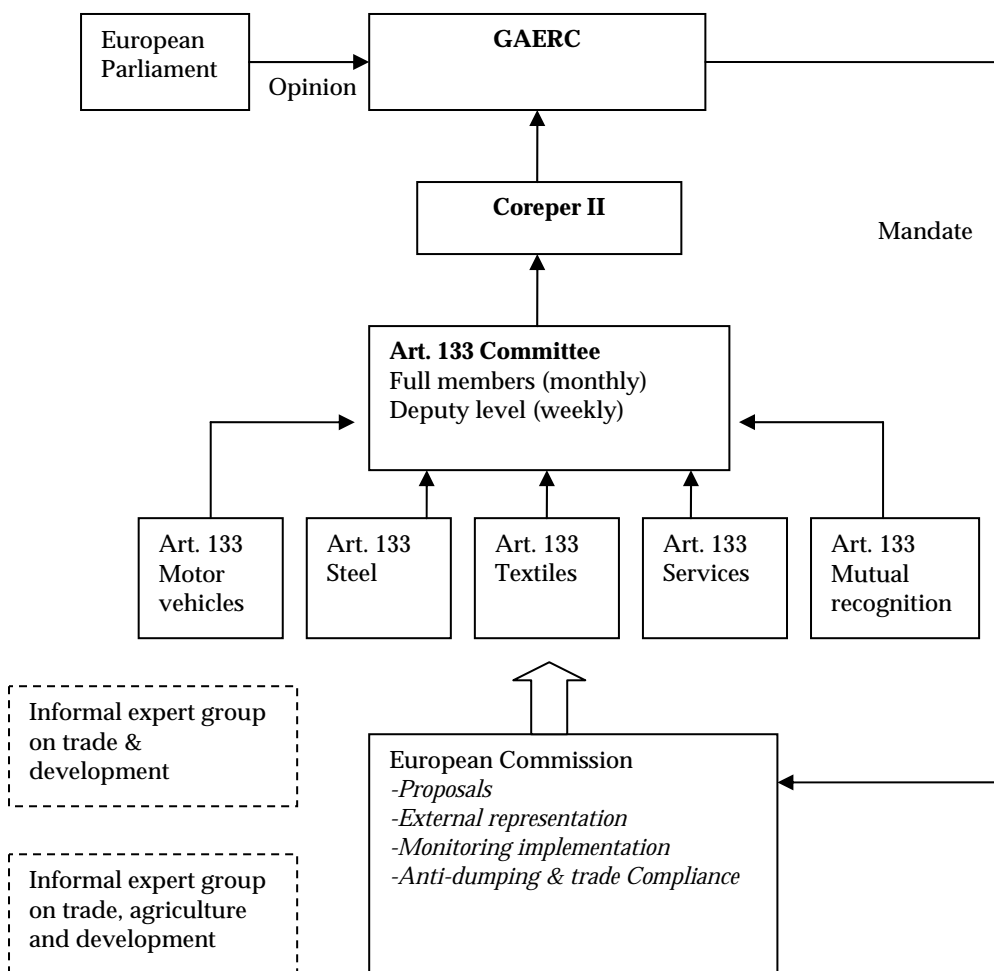 European
Parliament
Opinion
GAERC
Coreper II
Mandate
Art. 133 Committee
Full members (monthly)
Deputy level (weekly)
Art. 133
Motor
vehicles
Art. 133
Steel
Art. 133
Textiles
Art. 133
Services
Art. 133
Mutual
recognition
Informal expert group
on trade &
development
European Commission
-Proposals
-External representation
-Monitoring implementation
-Anti-dumping & trade Compliance
Informal expert group
on trade, agriculture
and development